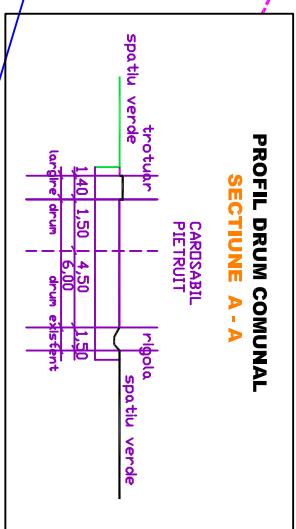 PROFIL DRUM COMUNAL
SECTIUNE A - A
CAROSABIL
PIETRUIT
spatiu verde
trotuar
rigola
spatiu verde
1,40 1,50 4,50 1,50
6,00
largire drum
drum existent